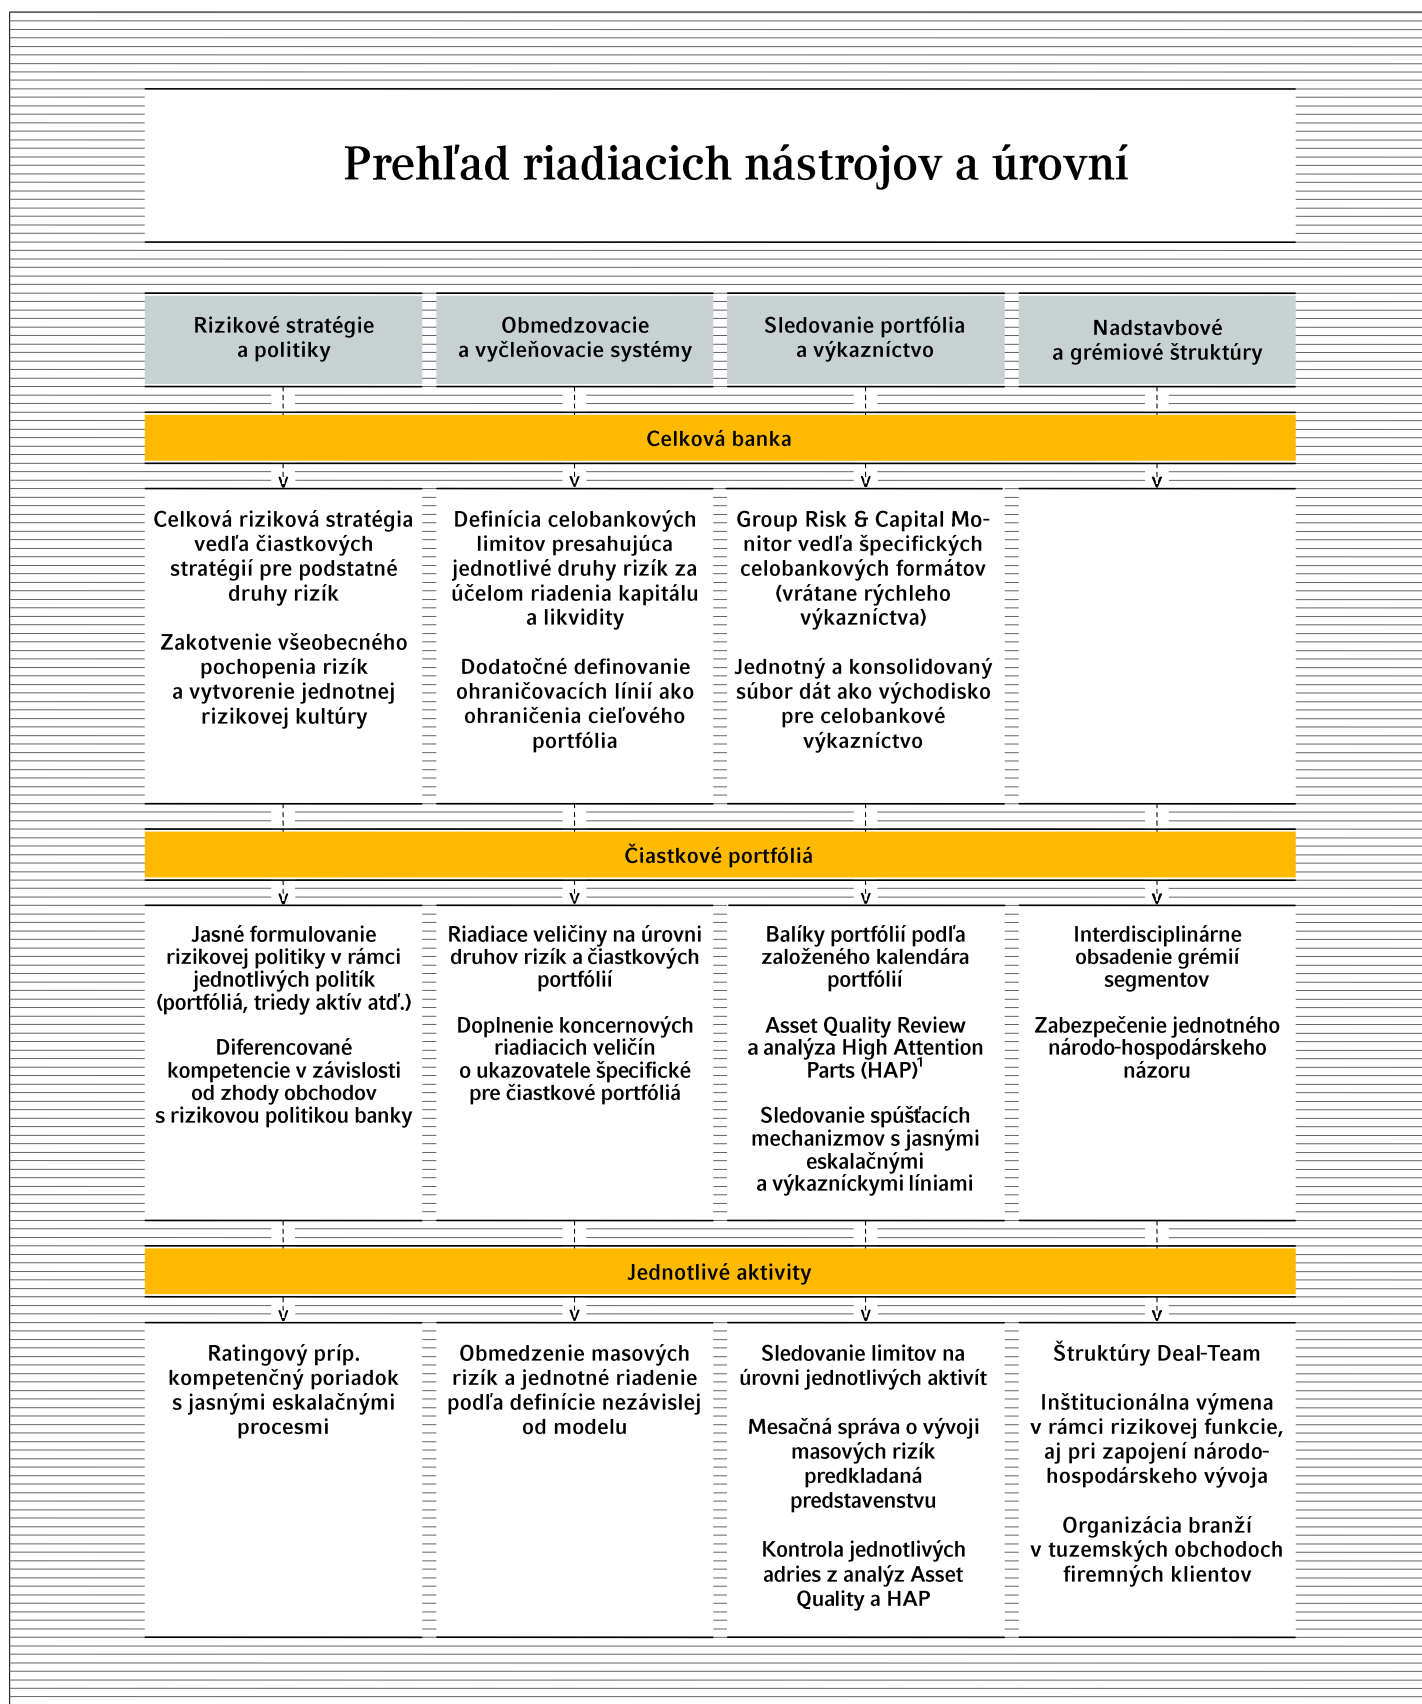 Prehľad riadiacich nástrojov a úrovní
Rizikové stratégie
a politiky
Obmedzovacie
a vyčleňovacie systémy
Sledovanie portfólia
a výkazníctvo
Nadstavbové
a grémiové štruktúry
Celková banka
Celková riziková stratégia
vedľa čiastkových
stratégií pre podstatné
druhy rizík
Zakotvenie všeobecného
pochopenia rizík
a vytvorenie jednotnej
rizikovej kultúry
Definícia celobankových
limitov presahujúca
jednotlivé druhy rizík za
účelom riadenia kapitálu
a likvidity
Dodatočné definovanie
ohraničovacích línií ako
ohraničenia cieľového
portfólia
Group Risk & Capital Mo-
nitor vedľa špecifických
celobankových formátov
(vrátane rýchleho
výkazníctva)
Jednotný a konsolidovaný
súbor dát ako východisko
pre celobankové
výkazníctvo
Čiastkové portfóliá
Jasné formulovanie
rizikovej politiky v rámci
jednotlivých politík
(portfóliá, triedy aktív atď.)
Diferencované
kompetencie v závislosti
od zhody obchodov
s rizikovou politikou banky
Riadiace veličiny na úrovni
druhov rizík a čiastkových
portfólií
Doplnenie koncernových
riadiacich veličín
o ukazovatele špecifické
pre čiastkové portfóliá
Balíky portfólií podľa
založeného kalendára
portfólií
Asset Quality Review
a analýza High Attention
Parts (HAP)¹
Sledovanie spúšťacích
mechanizmov s jasnými
eskalačnými
a výkazníckymi líniami
Interdisciplinárne
obsadenie grémií
segmentov
Zabezpečenie jednotného
národo-hospodárskeho
názoru
Jednotlivé aktivity
Ratingový príp.
kompetenčný poriadok
s jasnými eskalačnými
procesmi
Obmedzenie masových
rizík a jednotné riadenie
podľa definície nezávislej
od modelu
Sledovanie limitov na
úrovni jednotlivých aktivít
Mesačná správa o vývoji
masových rizík
predkladaná
predstavenstvu
Kontrola jednotlivých
adries z analýz Asset
Quality a HAP
Štruktúry Deal-Team
Inštitucionálna výmena
v rámci rizikovej funkcie,
aj pri zapojení národo-
hospodárskeho vývoja
Organizácia branží
v tuzemských obchodoch
firemných klientov